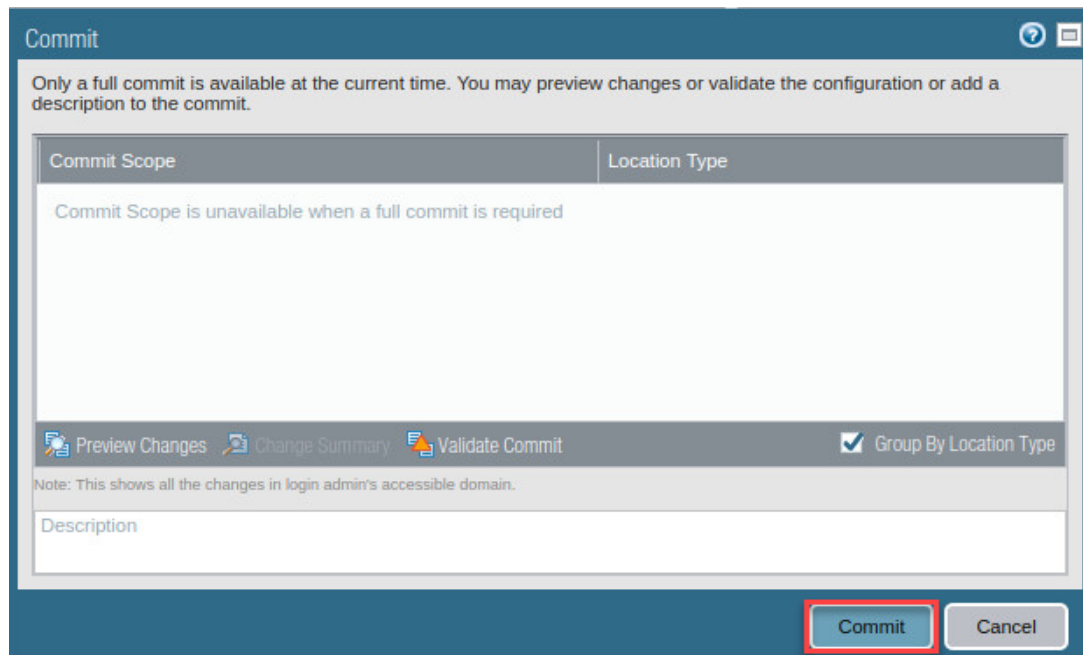 Commit
Only a full commit is available at the current time. You may preview changes or validate the configuration or add a
description to the commit.
Commit Scope Location Type
Commit Scope is unavailable when a full commit is required
Preview Changes Change Summary Validate Commit Group By Location Type
Note: This shows all the changes in login admin's accessible domain.
Description
Commit Cancel